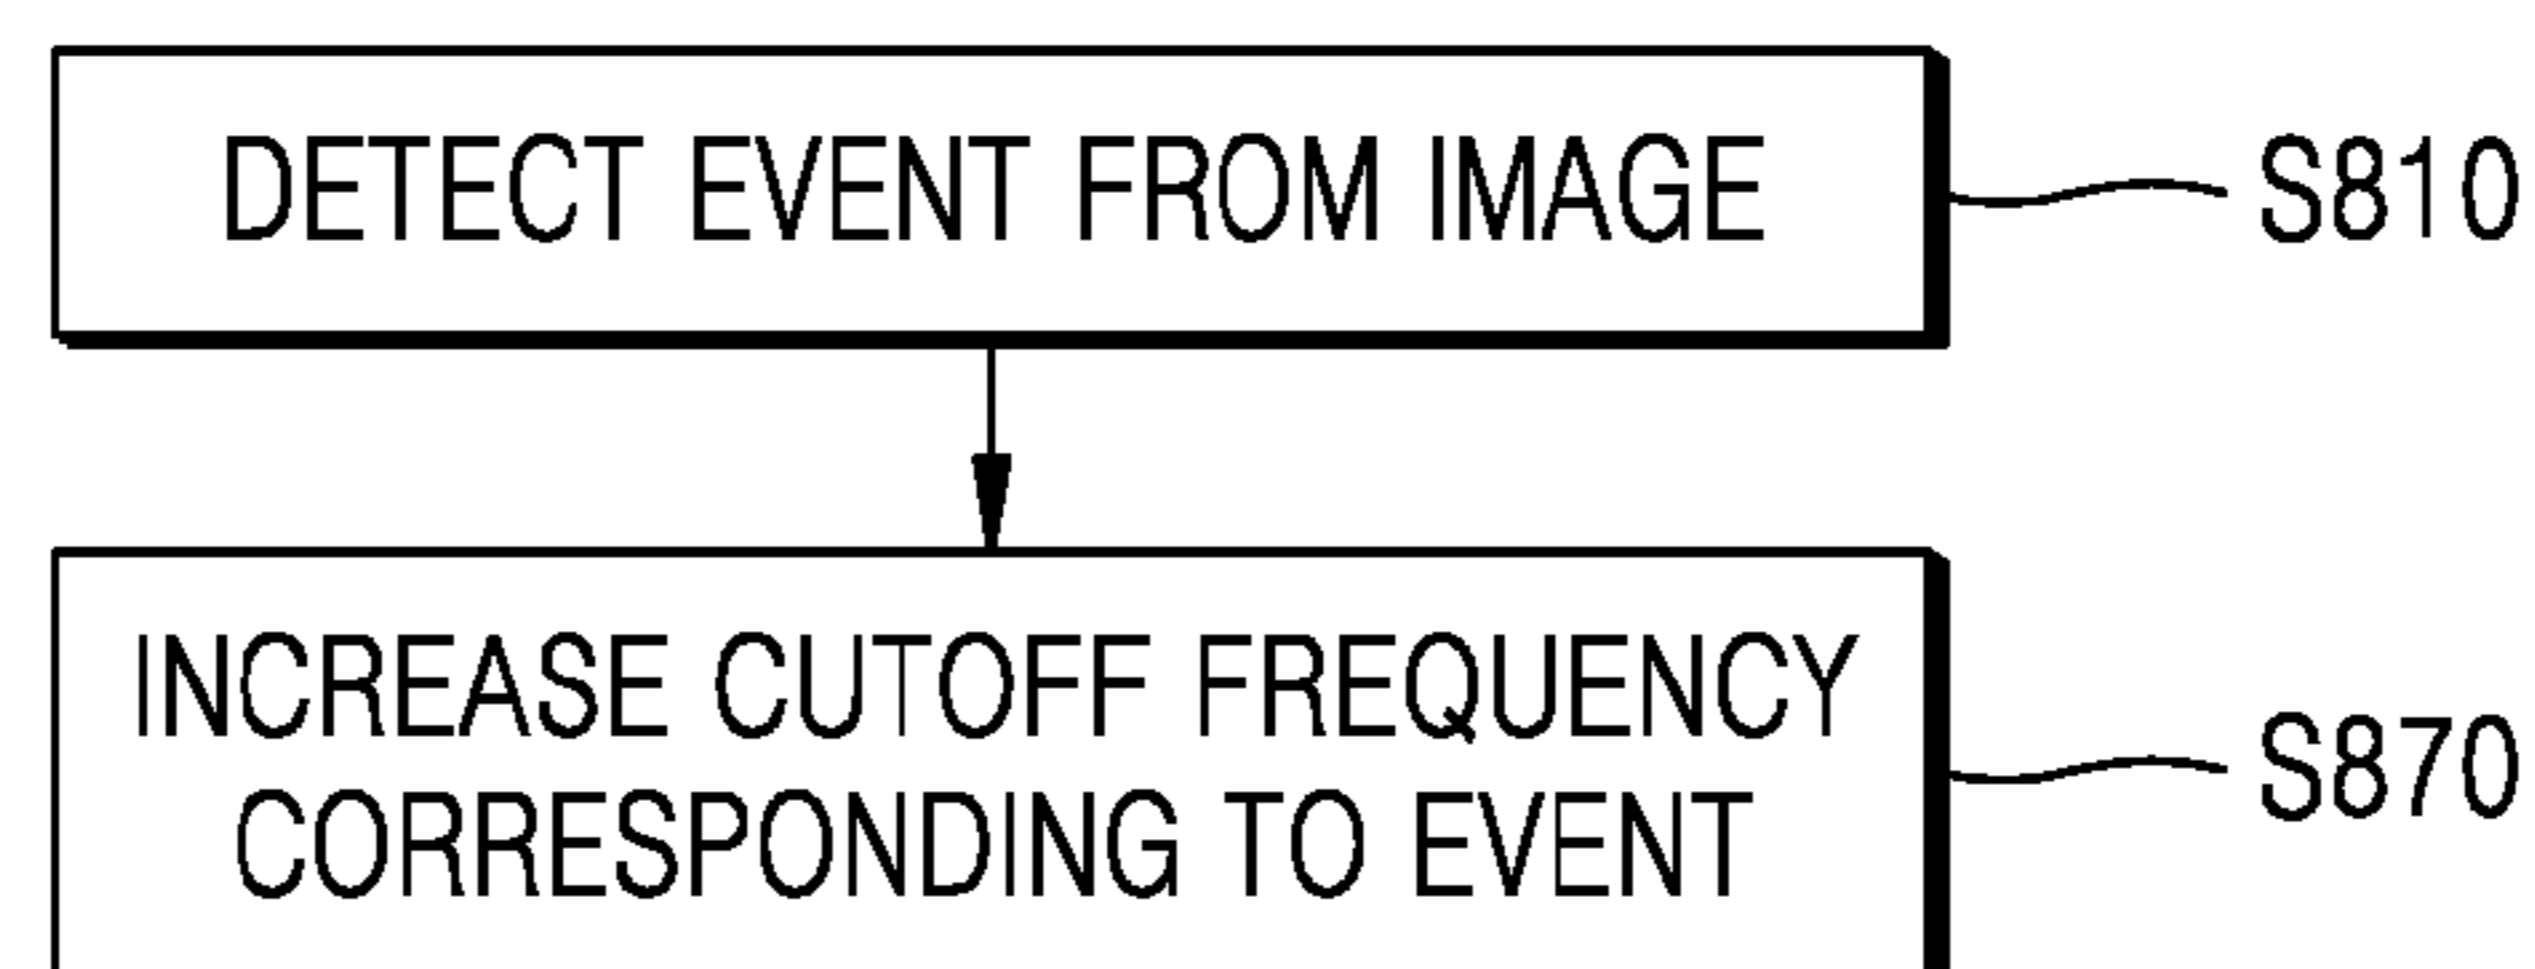 DETECT EVENT FROM IMAGE
S810
INCREASE CUTOFF FREQUENCY
CORRESPONDING TO EVENT
S870